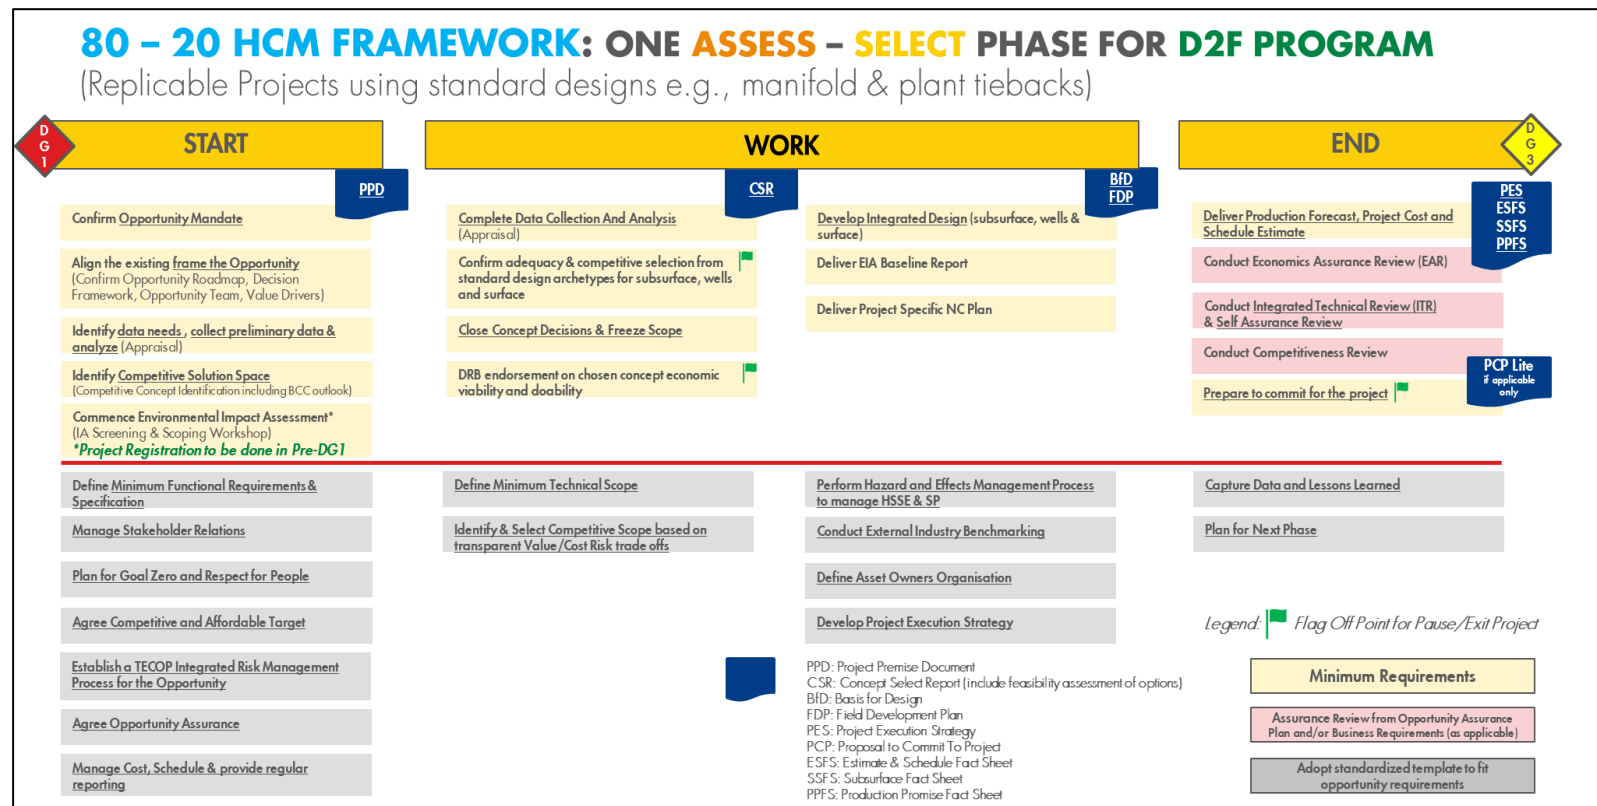 80 – 20 HCM FRAMEWORK: ONE ASSESS – SELECT PHASE FOR D2F PROGRAM
(Replicable Projects using standard designs e.g., manifold & plant tiebacks)
D
G
1
START
PPD
Confirm Opportunity Mandate
Align the existing frame the Opportunity
(Confirm Opportunity Roadmap, Decision
Framework, Opportunity Team, Value Drivers)
Identify data needs , collect preliminary data &
analyze (Appraisal)
Identify Competitive Solution Space
(Competitive Concept Identification including BCC outlook)
Commence Environmental Impact Assessment*
(IA Screening & Scoping Workshop)
*Project Registration to be done in Pre-DG1
WORK
CSR
Complete Data Collection And Analysis
(Appraisal)
Confirm adequacy & competitive selection from
standard design archetypes for subsurface, wells
and surface
Close Concept Decisions & Freeze Scope
DRB endorsement on chosen concept economic
viability and doability
BfD
FDP
Develop Integrated Design (subsurface, wells &
surface)
Deliver EIA Baseline Report
Deliver Project Specific NC Plan
END
D
G
3
PES
ESFS
SSFS
PPFS
Deliver Production Forecast, Project Cost and
Schedule Estimate
Conduct Economics Assurance Review (EAR)
Conduct Integrated Technical Review (ITR)
& Self Assurance Review
Conduct Competitiveness Review
Prepare to commit for the project
PCP Lite
if applicable
only
Define Minimum Functional Requirements &
Specification
Manage Stakeholder Relations
Plan for Goal Zero and Respect for People
Agree Competitive and Affordable Target
Establish a TECOP Integrated Risk Management
Process for the Opportunity
Agree Opportunity Assurance
Manage Cost, Schedule & provide regular
reporting
Define Minimum Technical Scope
Identify & Select Competitive Scope based on
transparent Value/Cost Risk trade offs
Perform Hazard and Effects Management Process
to manage HSSE & SP
Conduct External Industry Benchmarking
Define Asset Owners Organisation
Develop Project Execution Strategy
Capture Data and Lessons Learned
Plan for Next Phase
PPD: Project Premise Document
CSR: Concept Select Report (include feasibility assessment of options)
BfD: Basis for Design
FDP: Field Development Plan
PES: Project Execution Strategy
PCP: Proposal to Commit To Project
ESFS: Estimate & Schedule Fact Sheet
SSFS: Subsurface Fact Sheet
PPFS: Production Promise Fact Sheet
Legend: Flag Off Point for Pause/Exit Project
Minimum Requirements
Assurance Review from Opportunity Assurance
Plan and/or Business Requirements (as applicable)
Adopt standardized template to fit
opportunity requirements